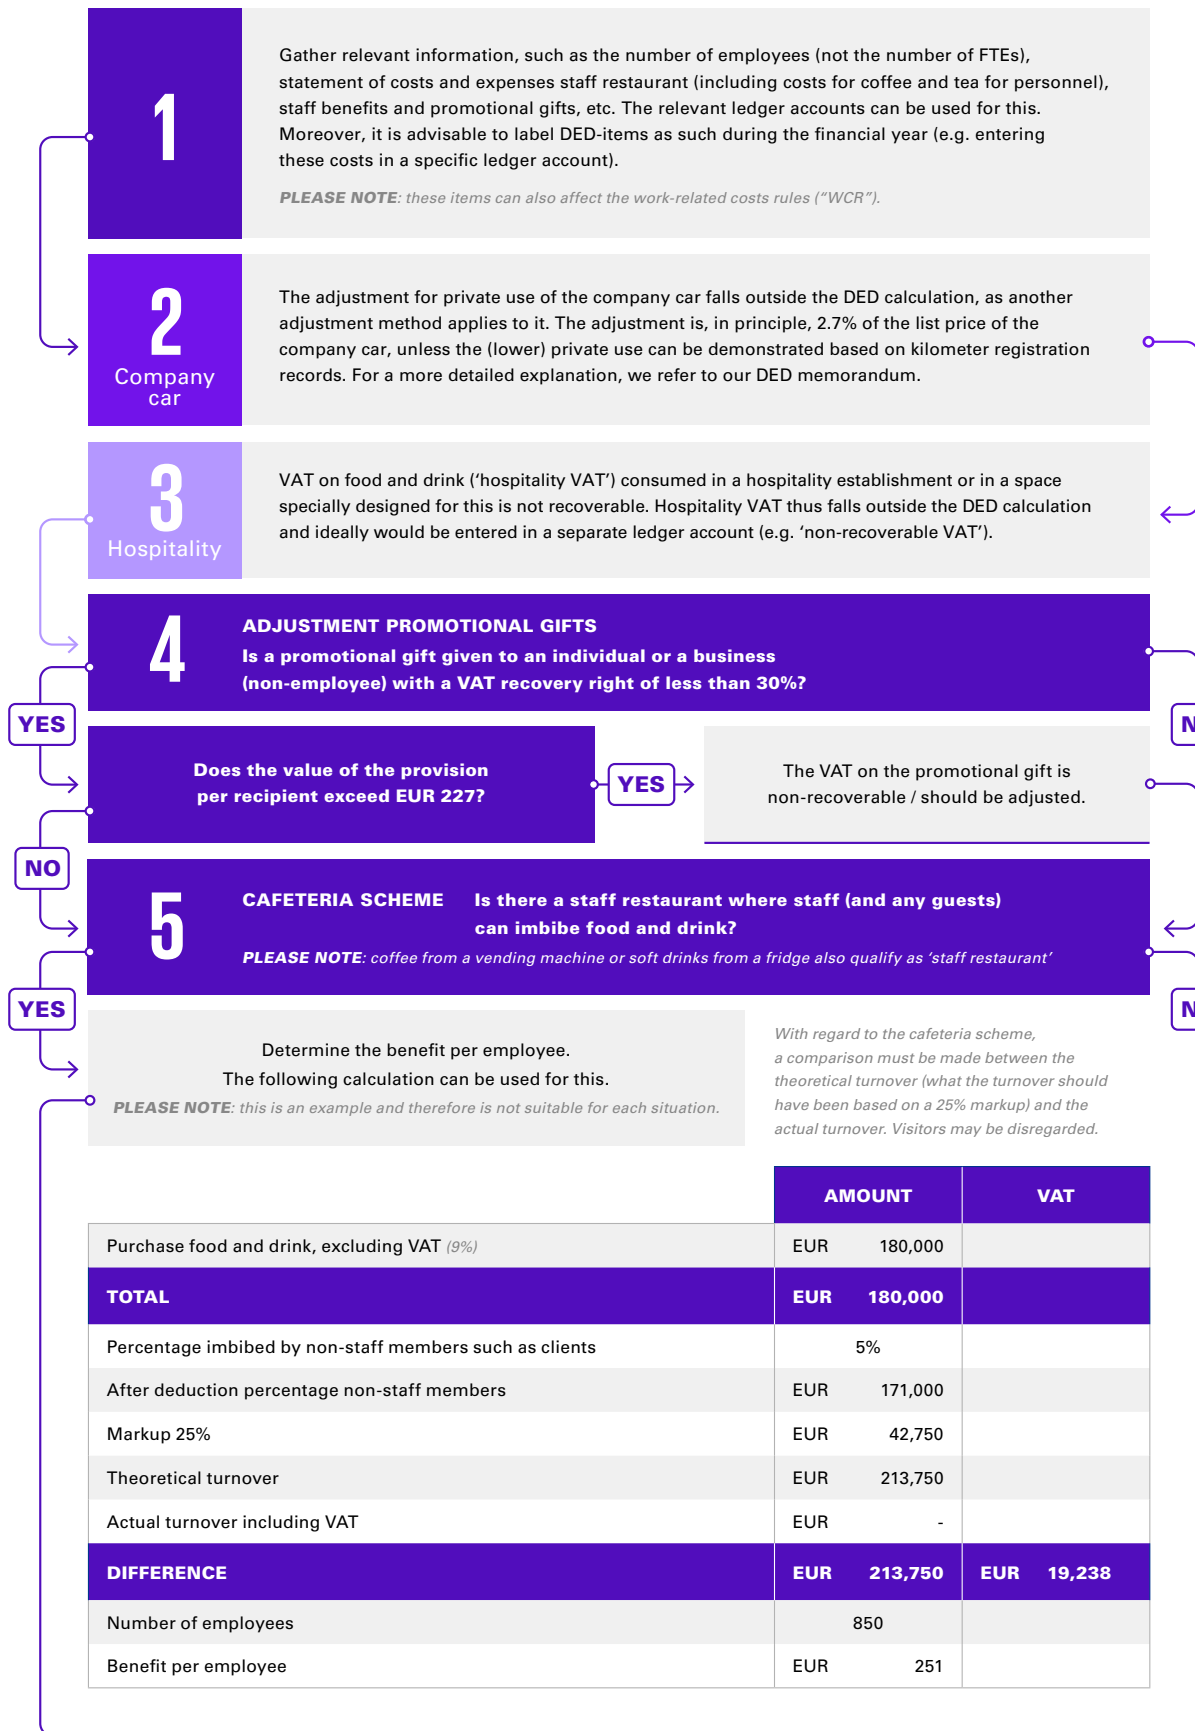 1
Gather relevant information, such as the number of employees (not the number of FTEs),
statement of costs and expenses staff restaurant (including costs for coffee and tea for personnel),
staff benefits and promotional gifts, etc. The relevant ledger accounts can be used for this.
Moreover, it is advisable to label DED-items as such during the financial year (e.g. entering
these costs in a specific ledger account).
PLEASE NOTE: these items can also affect the work-related costs rules (“WCR”).
2
Company
car
The adjustment for private use of the company car falls outside the DED calculation, as another
adjustment method applies to it. The adjustment is, in principle, 2.7% of the list price of the
company car, unless the (lower) private use can be demonstrated based on kilometer registration
records. For a more detailed explanation, we refer to our DED memorandum.
3
Hospitality
VAT on food and drink (‘hospitality VAT’) consumed in a hospitality establishment or in a space
specially designed for this is not recoverable. Hospitality VAT thus falls outside the DED calculation
and ideally would be entered in a separate ledger account (e.g. ‘non-recoverable VAT’).
4
ADJUSTMENT PROMOTIONAL GIFTS
Is a promotional gift given to an individual or a business
(non-employee) with a VAT recovery right of less than 30%?
YES
N
Does the value of the provision
per recipient exceed EUR 227?
YES
The VAT on the promotional gift is
non-recoverable / should be adjusted.
NO
5
CAFETERIA SCHEME Is there a staff restaurant where staff (and any guests)
can imbibe food and drink?
PLEASE NOTE: coffee from a vending machine or soft drinks from a fridge also qualify as ‘staff restaurant’
YES
N
Determine the benefit per employee.
The following calculation can be used for this.
PLEASE NOTE: this is an example and therefore is not suitable for each situation.
With regard to the cafeteria scheme,
a comparison must be made between the
theoretical turnover (what the turnover should
have been based on a 25% markup) and the
actual turnover. Visitors may be disregarded.
AMOUNT VAT
Purchase food and drink, excluding VAT (9%) EUR 180,000
TOTAL EUR 180,000
Percentage imbibed by non-staff members such as clients 5%
After deduction percentage non-staff members EUR 171,000
Markup 25% EUR 42,750
Theoretical turnover EUR 213,750
Actual turnover including VAT EUR -
DIFFERENCE EUR 213,750 EUR 19,238
Number of employees 850
Benefit per employee EUR 251